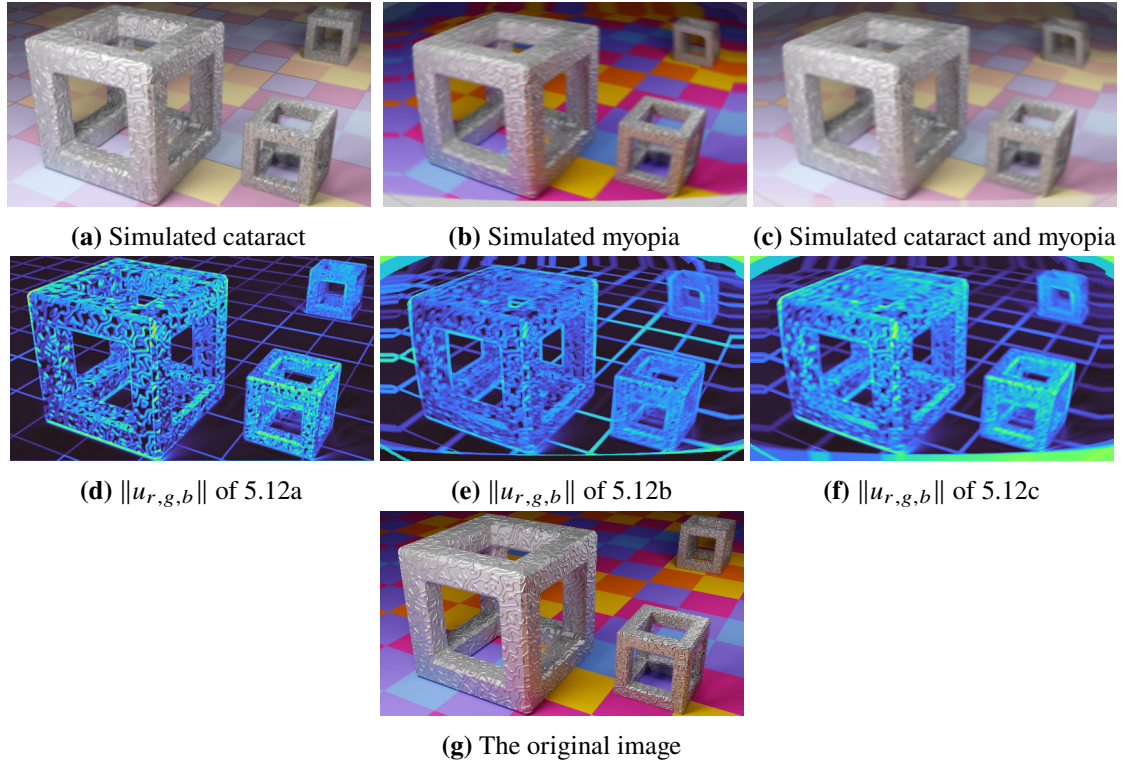 (a) Simulated cataract
(b) Simulated myopia
(c) Simulated cataract and myopia
(d) ‖u_{r,g,b}‖ of 5.12a
(e) ‖u_{r,g,b}‖ of 5.12b
(f) ‖u_{r,g,b}‖ of 5.12c
(g) The original image